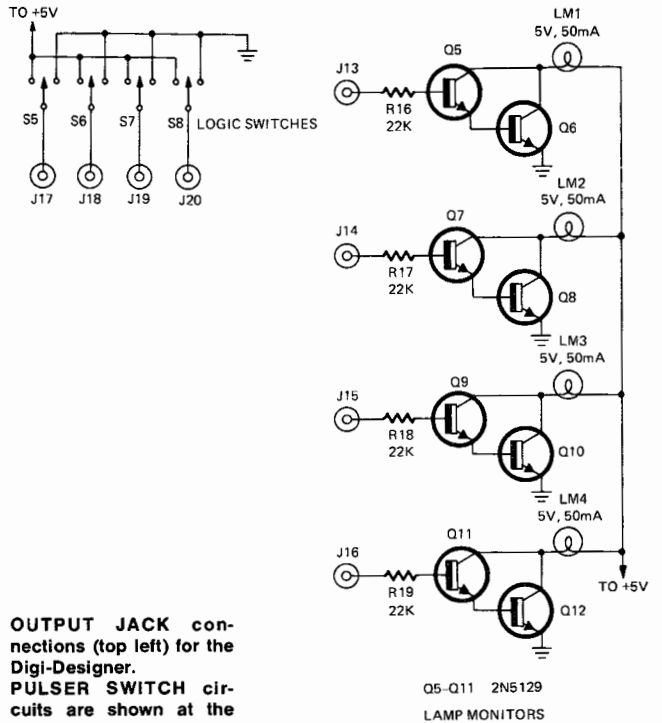 TO +5V
S5
S6
S7
S8
LOGIC SWITCHES
J17
J18
J19
J20
LM1
5V, 50mA
Q5
J13
R16
22K
Q6
LM2
5V, 50mA
Q7
J14
R17
22K
Q8
LM3
5V, 50mA
Q9
J15
R18
22K
Q10
LM4
5V, 50mA
Q11
J16
R19
22K
Q12
TO +5V
OUTPUT JACK con-
nections (top left) for the
Digi-Designer.
PULSER SWITCH cir-
cuits are shown at the
Q5-Q11 2N5129
LAMP MONITORS